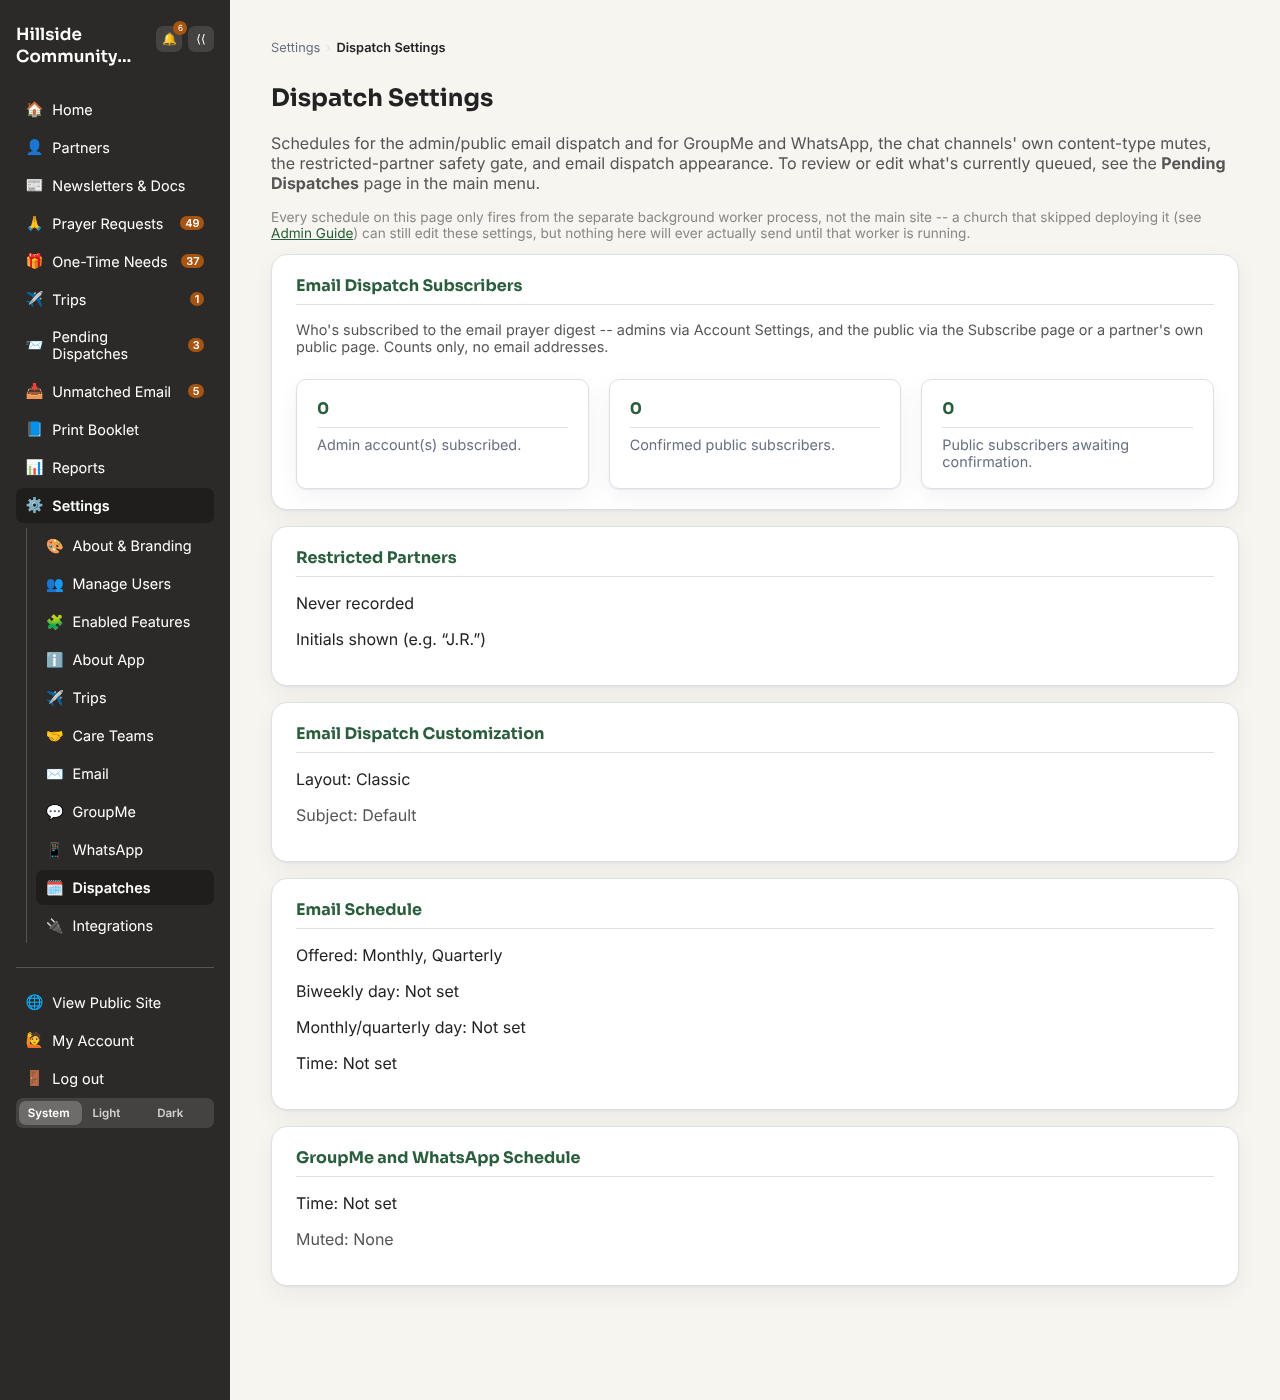 Hillside
Community...
6
⟨⟨
Home
Partners
Newsletters & Docs
Prayer Requests 49
One-Time Needs 37
Trips 1
Pending
Dispatches 3
Unmatched Email 5
Print Booklet
Reports
Settings
About & Branding
Manage Users
Enabled Features
About App
Trips
Care Teams
Email
GroupMe
WhatsApp
Dispatches
Integrations
View Public Site
My Account
Log out
System Light Dark
Settings › Dispatch Settings
Dispatch Settings
Schedules for the admin/public email dispatch and for GroupMe and WhatsApp, the chat channels' own content-type mutes,
the restricted-partner safety gate, and email dispatch appearance. To review or edit what's currently queued, see the Pending
Dispatches page in the main menu.
Every schedule on this page only fires from the separate background worker process, not the main site -- a church that skipped deploying it (see
Admin Guide) can still edit these settings, but nothing here will ever actually send until that worker is running.
Email Dispatch Subscribers
Who's subscribed to the email prayer digest -- admins via Account Settings, and the public via the Subscribe page or a partner's own
public page. Counts only, no email addresses.
0
Admin account(s) subscribed.
0
Confirmed public subscribers.
0
Public subscribers awaiting
confirmation.
Restricted Partners
Never recorded
Initials shown (e.g. “J.R.”)
Email Dispatch Customization
Layout: Classic
Subject: Default
Email Schedule
Offered: Monthly, Quarterly
Biweekly day: Not set
Monthly/quarterly day: Not set
Time: Not set
GroupMe and WhatsApp Schedule
Time: Not set
Muted: None